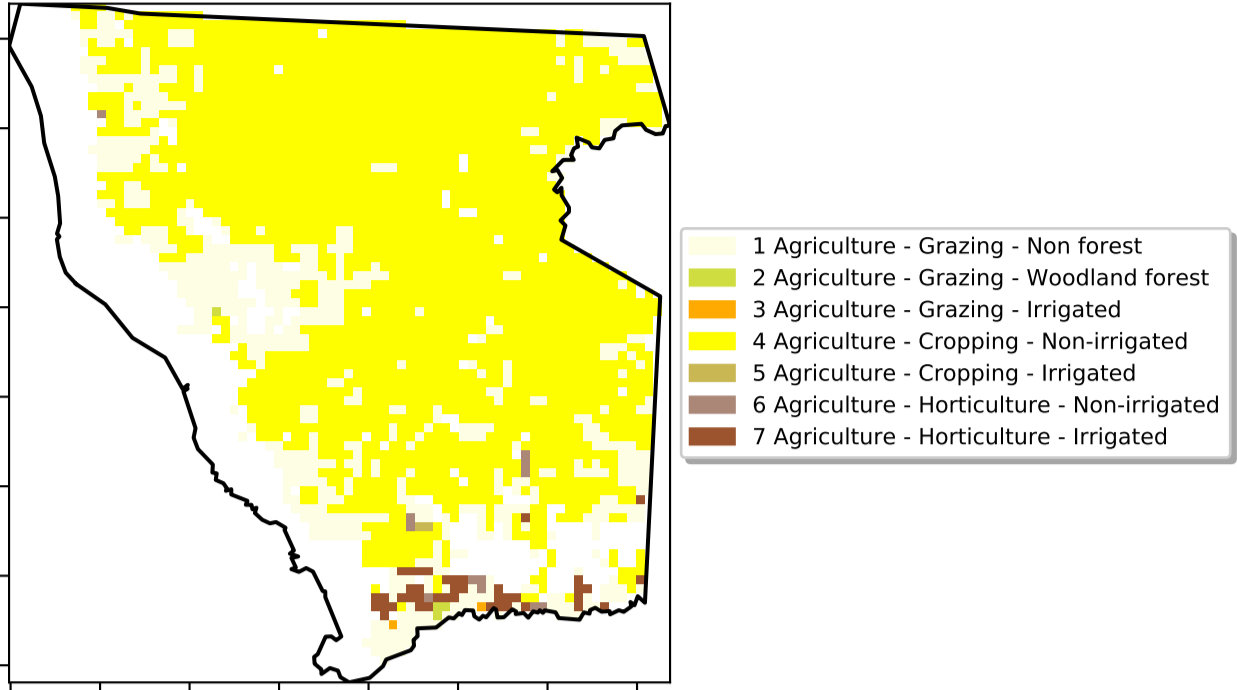 1 Agriculture - Grazing - Non forest
2 Agriculture - Grazing - Woodland forest
3 Agriculture - Grazing - Irrigated
4 Agriculture - Cropping - Non-irrigated
5 Agriculture - Cropping - Irrigated
6 Agriculture - Horticulture - Non-irrigated
7 Agriculture - Horticulture - Irrigated